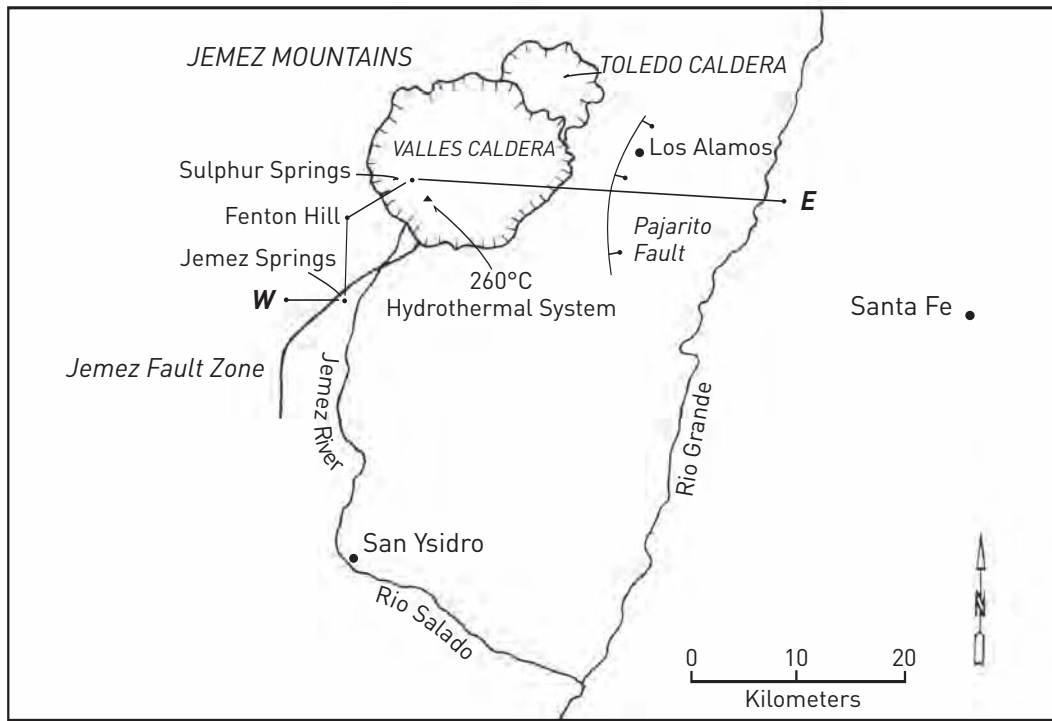 JEMEZ MOUNTAINS
TOLEDO CALDERA
VALLES CALDERA
Los Alamos
Sulphur Springs
E
Fenton Hill
Pajarito
Fault
Jemez Springs
260°C
Hydrothermal System
W
Santa Fe
Jemez Fault Zone
Jemez River
Rio Grande
San Ysidro
Rio Salado
N
0 10 20
Kilometers